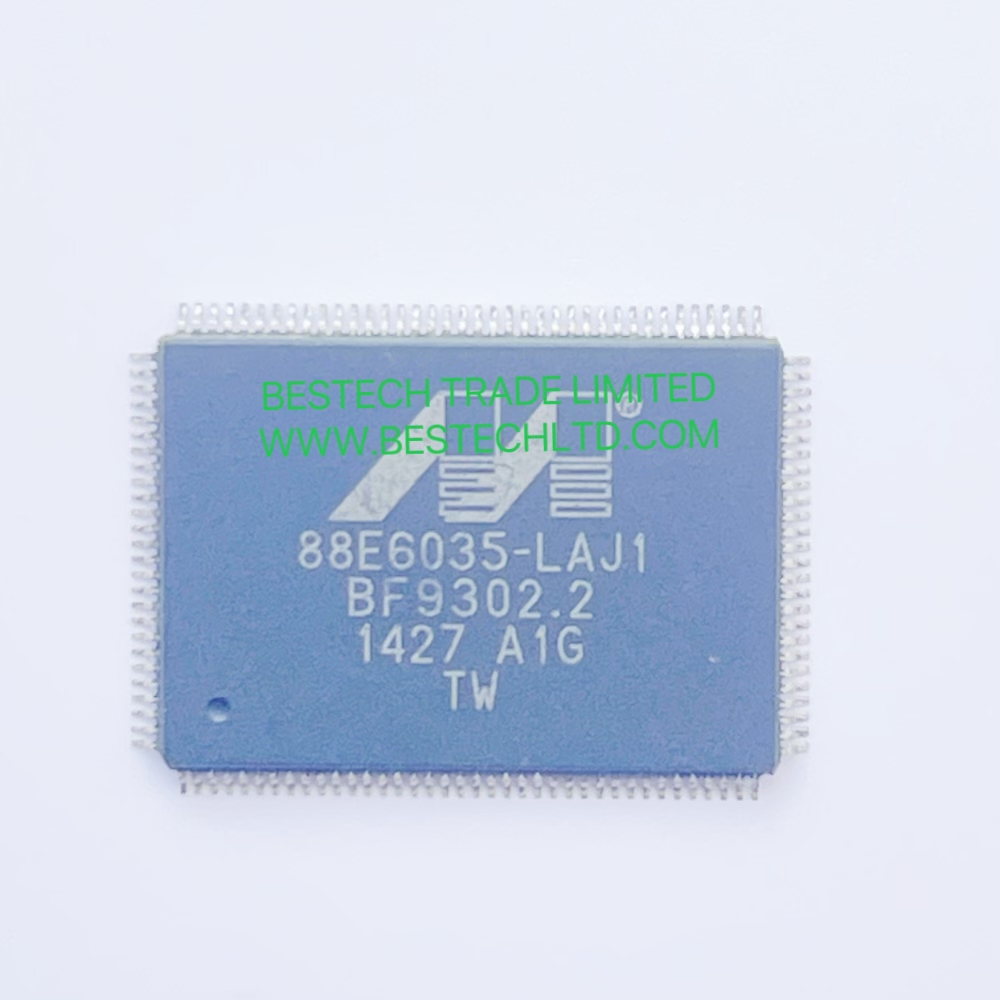 BESTECH TRADE LIMITED
WWW.BESTECHLTD.COM
®
88E6035-LAJ1
BF9302.2
1427 A1G
TW